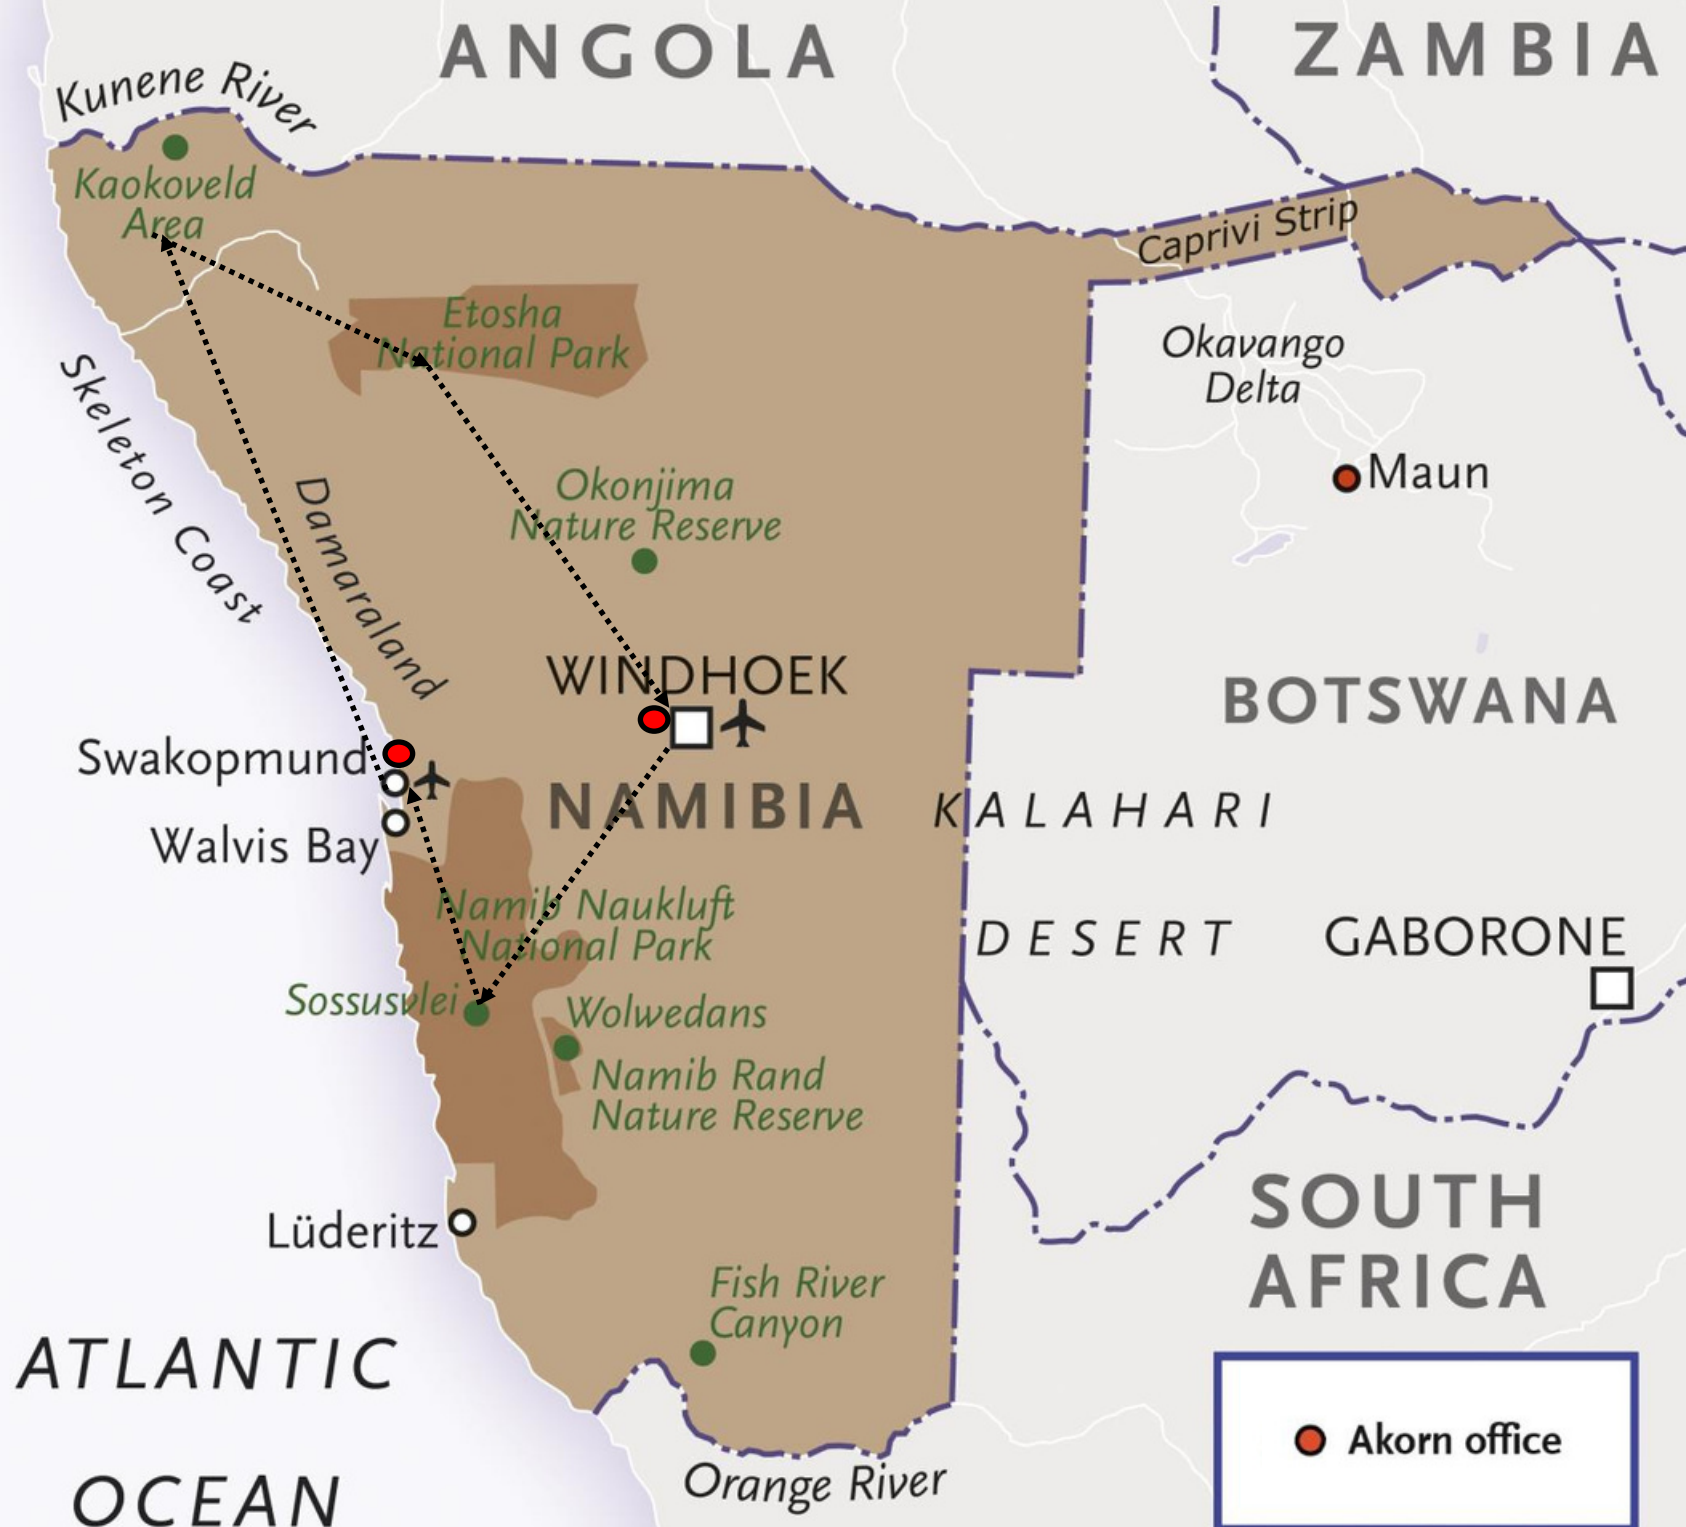 ANGOLA
ZAMBIA
Kunene River
Kaokoveld
Area
Caprivi Strip
Etosha
National Park
Okavango
Delta
Skeleton Coast
Damaraland
Maun
Okonjima
Nature Reserve
WINDHOEK
BOTSWANA
Swakopmund
NAMIBIA
KALAHARI
Walvis Bay
Namib Naukluft
National Park
DESERT
GABORONE
Sossusvlei
Wolwedans
Namib Rand
Nature Reserve
SOUTH
AFRICA
Lüderitz
Fish River
Canyon
ATLANTIC
OCEAN
Orange River
Akorn office